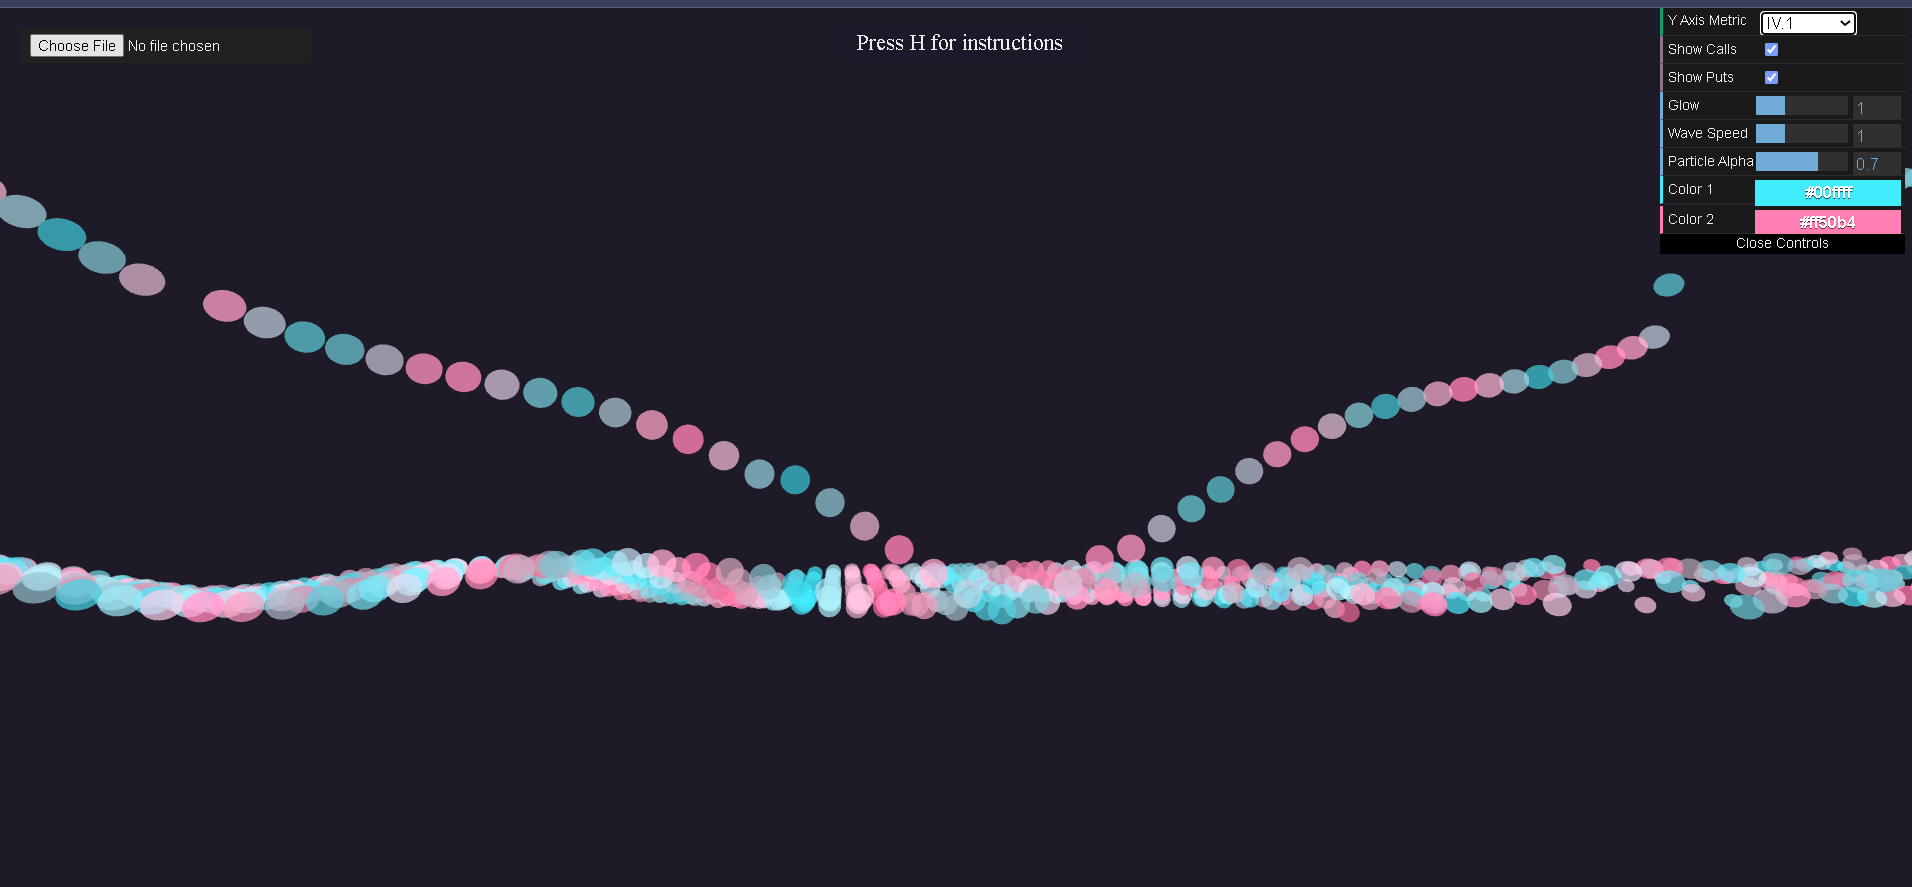 Choose File No file chosen
Press H for instructions
Y Axis Metric IV.1
Show Calls
Show Puts
Glow 1
Wave Speed 1
Particle Alpha 0.7
Color 1 #00ffff
Color 2 #ff50b4
Close Controls